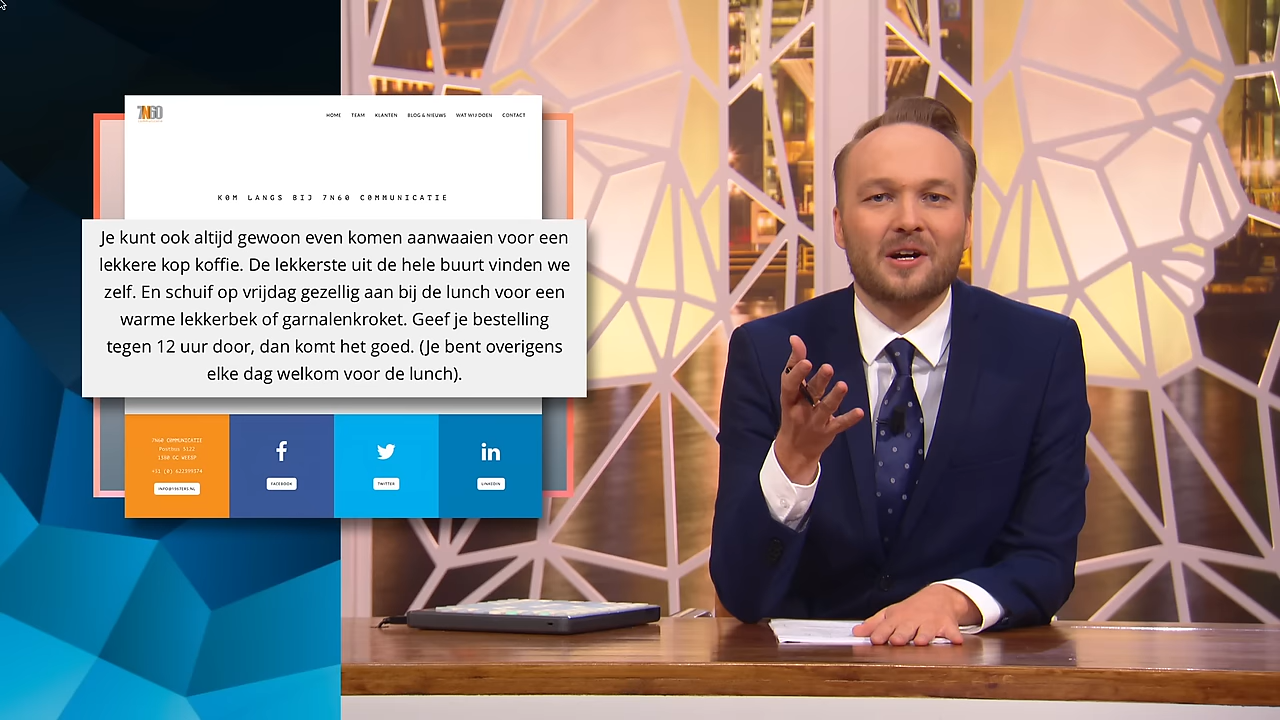 7N60
HOME TEAM KLANTEN BLOG & NIEUWS WAT WIJ DOEN CONTACT
KOM LANGS BIJ 7N60 COMMUNICATIE
Je kunt ook altijd gewoon even komen aanwaaien voor een
lekkere kop koffie. De lekkerste uit de hele buurt vinden we
zelf. En schuif op vrijdag gezellig aan bij de lunch voor een
warme lekkerbek of garnalenkroket. Geef je bestelling
tegen 12 uur door, dan komt het goed. (Je bent overigens
elke dag welkom voor de lunch).
7N60 COMMUNICATIE
Postbus 5122
WEESP
FACEBOOK
TWITTER
LINKEDIN